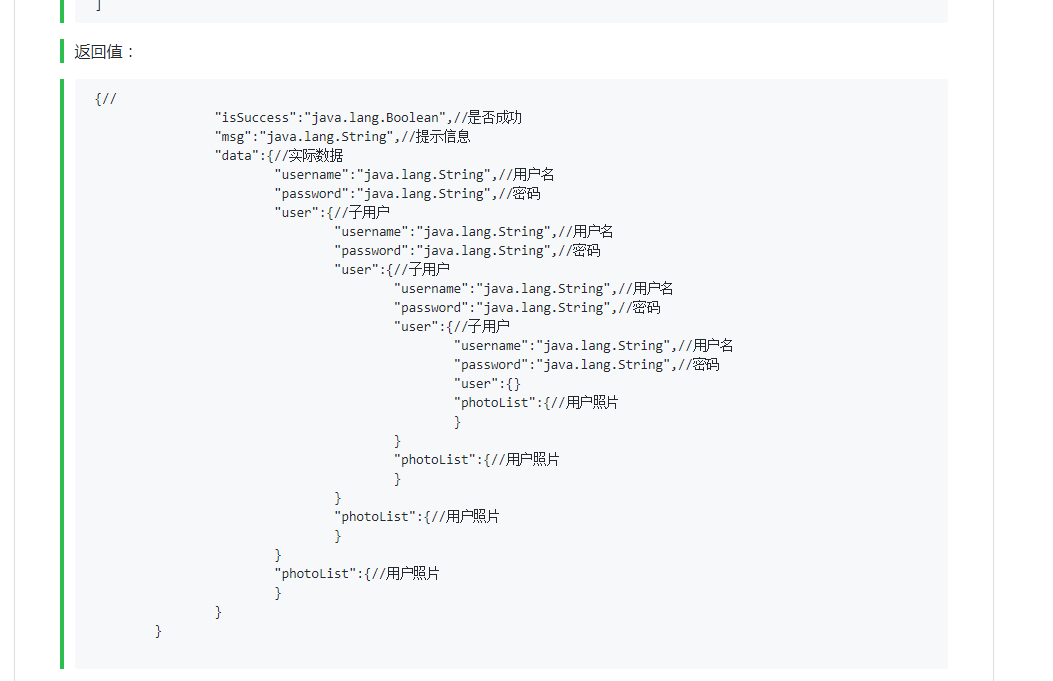 ]
返回值：
{//
"isSuccess":"java.lang.Boolean",//是否成功
"msg":"java.lang.String",//提示信息
"data":{//实际数据
"username":"java.lang.String",//用户名
"password":"java.lang.String",//密码
"user":{//子用户
"username":"java.lang.String",//用户名
"password":"java.lang.String",//密码
"user":{//子用户
"username":"java.lang.String",//用户名
"password":"java.lang.String",//密码
"user":{//子用户
"username":"java.lang.String",//用户名
"password":"java.lang.String",//密码
"user":{}
"photoList":{//用户照片
}
}
"photoList":{//用户照片
}
}
"photoList":{//用户照片
}
}
"photoList":{//用户照片
}
}
}